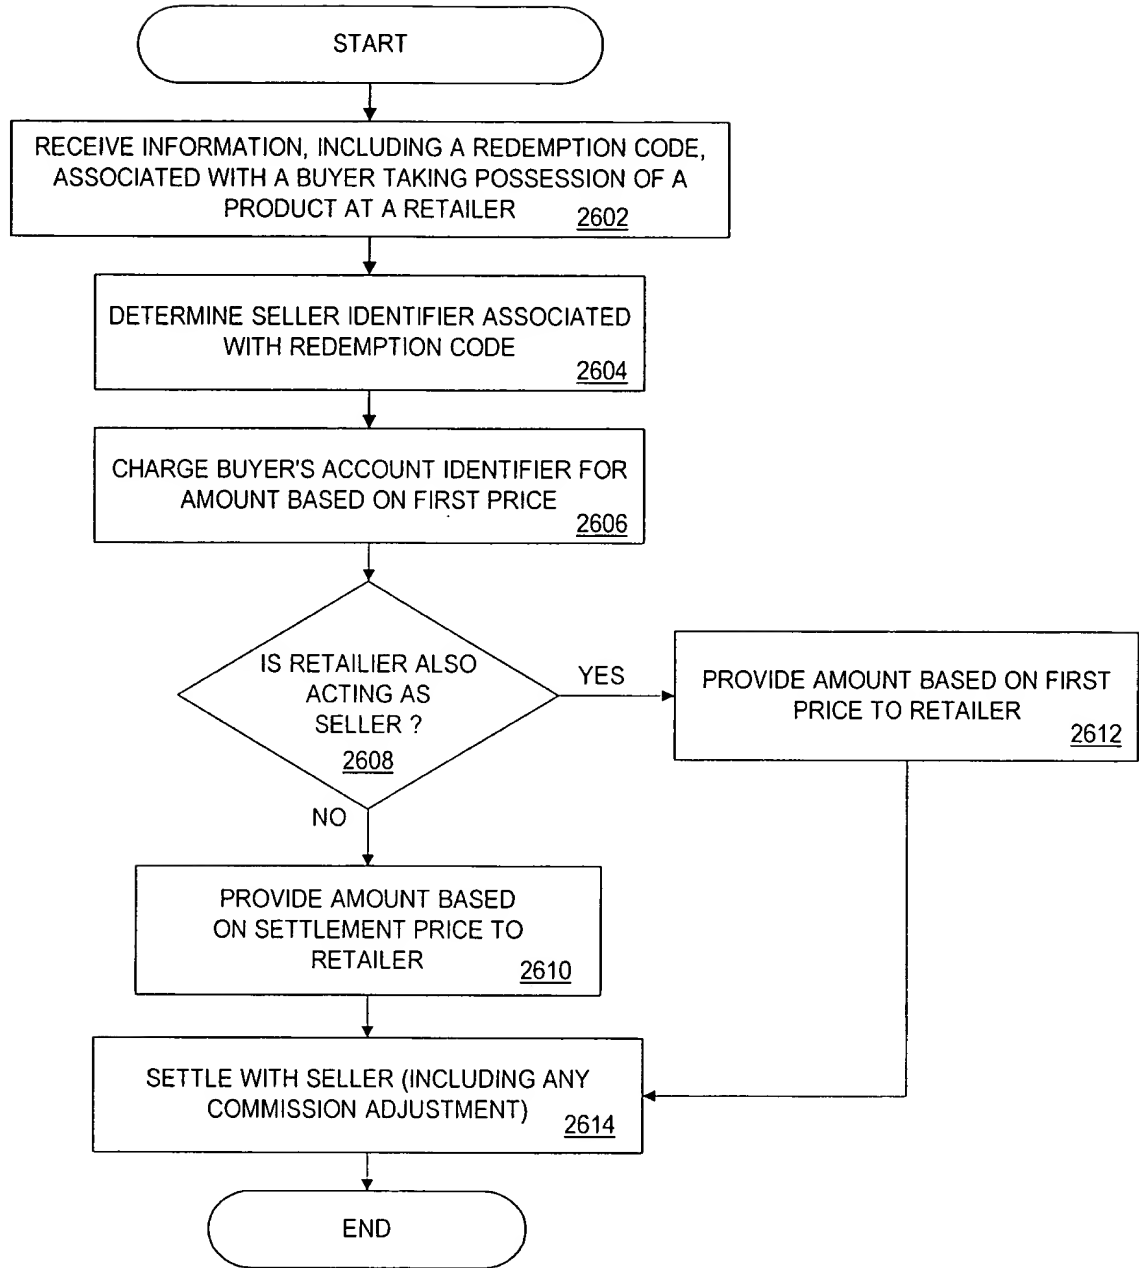 START
RECEIVE INFORMATION, INCLUDING A REDEMPTION CODE,
ASSOCIATED WITH A BUYER TAKING POSSESSION OF A
PRODUCT AT A RETAILER 2602
DETERMINE SELLER IDENTIFIER ASSOCIATED
WITH REDEMPTION CODE
2604
CHARGE BUYER'S ACCOUNT IDENTIFIER FOR
AMOUNT BASED ON FIRST PRICE
2606
IS RETAILIER ALSO
ACTING AS
SELLER ?
2608
YES
PROVIDE AMOUNT BASED ON FIRST
PRICE TO RETAILER
2612
NO
PROVIDE AMOUNT BASED
ON SETTLEMENT PRICE TO
RETAILER
2610
SETTLE WITH SELLER (INCLUDING ANY
COMMISSION ADJUSTMENT)
2614
END